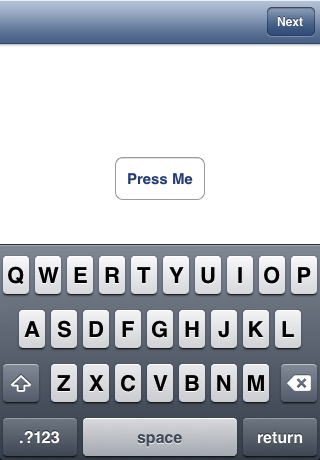 Next
Press Me
Q W E R T Y U I O P
A S D F G H J K L
Z X C V B N M
.?123 space return